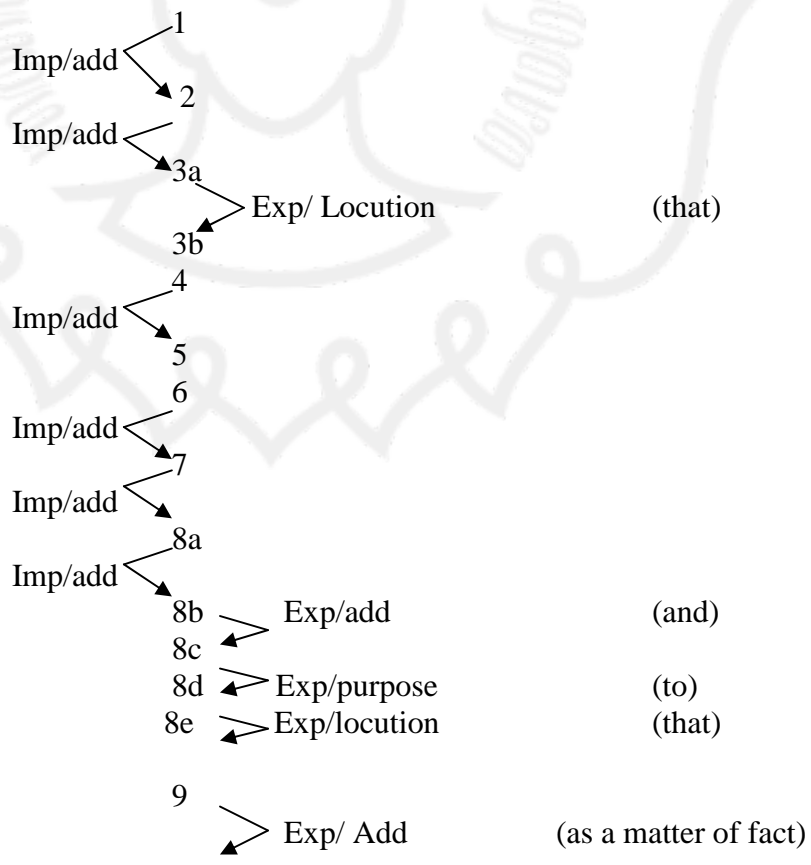 1
Imp/add
2
Imp/add
3a
Exp/ Locution (that)
3b
4
Imp/add
5
6
Imp/add
7
Imp/add
8a
Imp/add
8b Exp/add (and)
8c
8d Exp/purpose (to)
8e Exp/locution (that)
9
Exp/ Add (as a matter of fact)